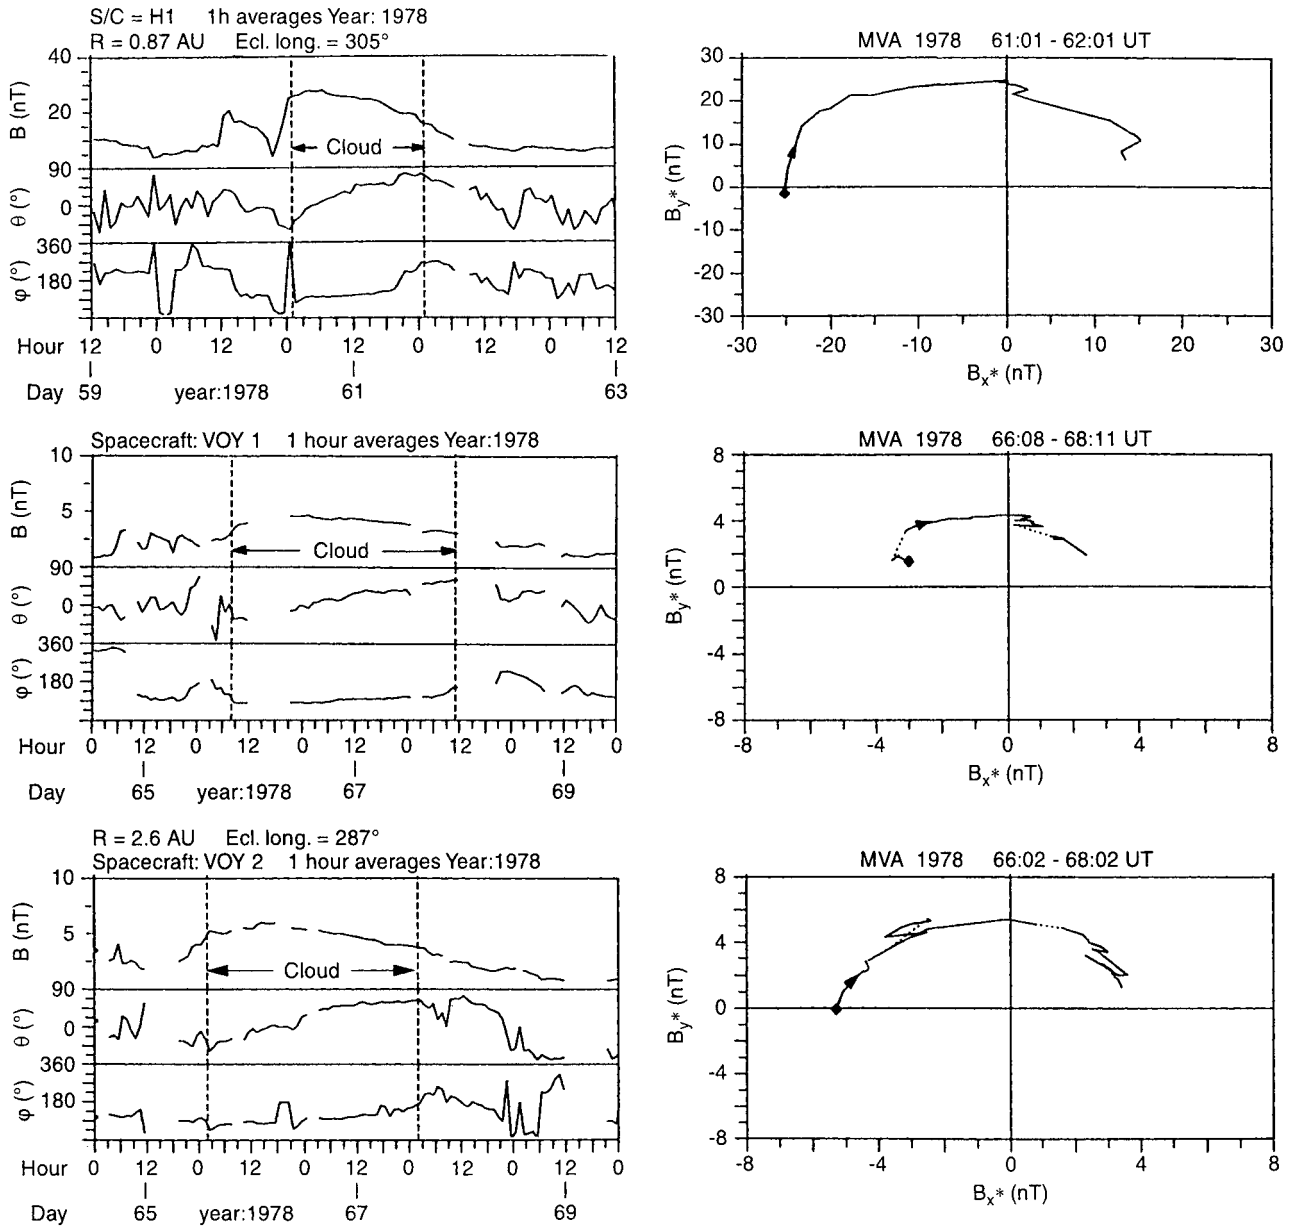 S/C = H1 1h averages Year: 1978
R = 0.87 AU Ecl. long. = 305°
40
20
B (nT)
Cloud
90
0
θ (°)
360
180
φ (°)
Hour 12 0 12 0 12 0 12 0 12
Day 59 year:1978 61 63
MVA 1978 61:01 - 62:01 UT
30
20
10
0
-10
-20
-30
By* (nT)
-30 -20 -10 0 10 20 30
Bx* (nT)
Spacecraft: VOY 1 1 hour averages Year:1978
10
5
B (nT)
Cloud
90
0
θ (°)
360
180
φ (°)
Hour 0 12 0 12 0 12 0 12 0 12 0
Day 65 year:1978 67 69
MVA 1978 66:08 - 68:11 UT
8
4
0
-4
-8
By* (nT)
-8 -4 0 4 8
Bx* (nT)
R = 2.6 AU Ecl. long. = 287°
Spacecraft: VOY 2 1 hour averages Year:1978
10
5
B (nT)
Cloud
90
0
θ (°)
360
180
φ (°)
Hour 0 12 0 12 0 12 0 12 0 12 0
Day 65 year:1978 67 69
MVA 1978 66:02 - 68:02 UT
8
4
0
-4
-8
By* (nT)
-8 -4 0 4 8
Bx* (nT)